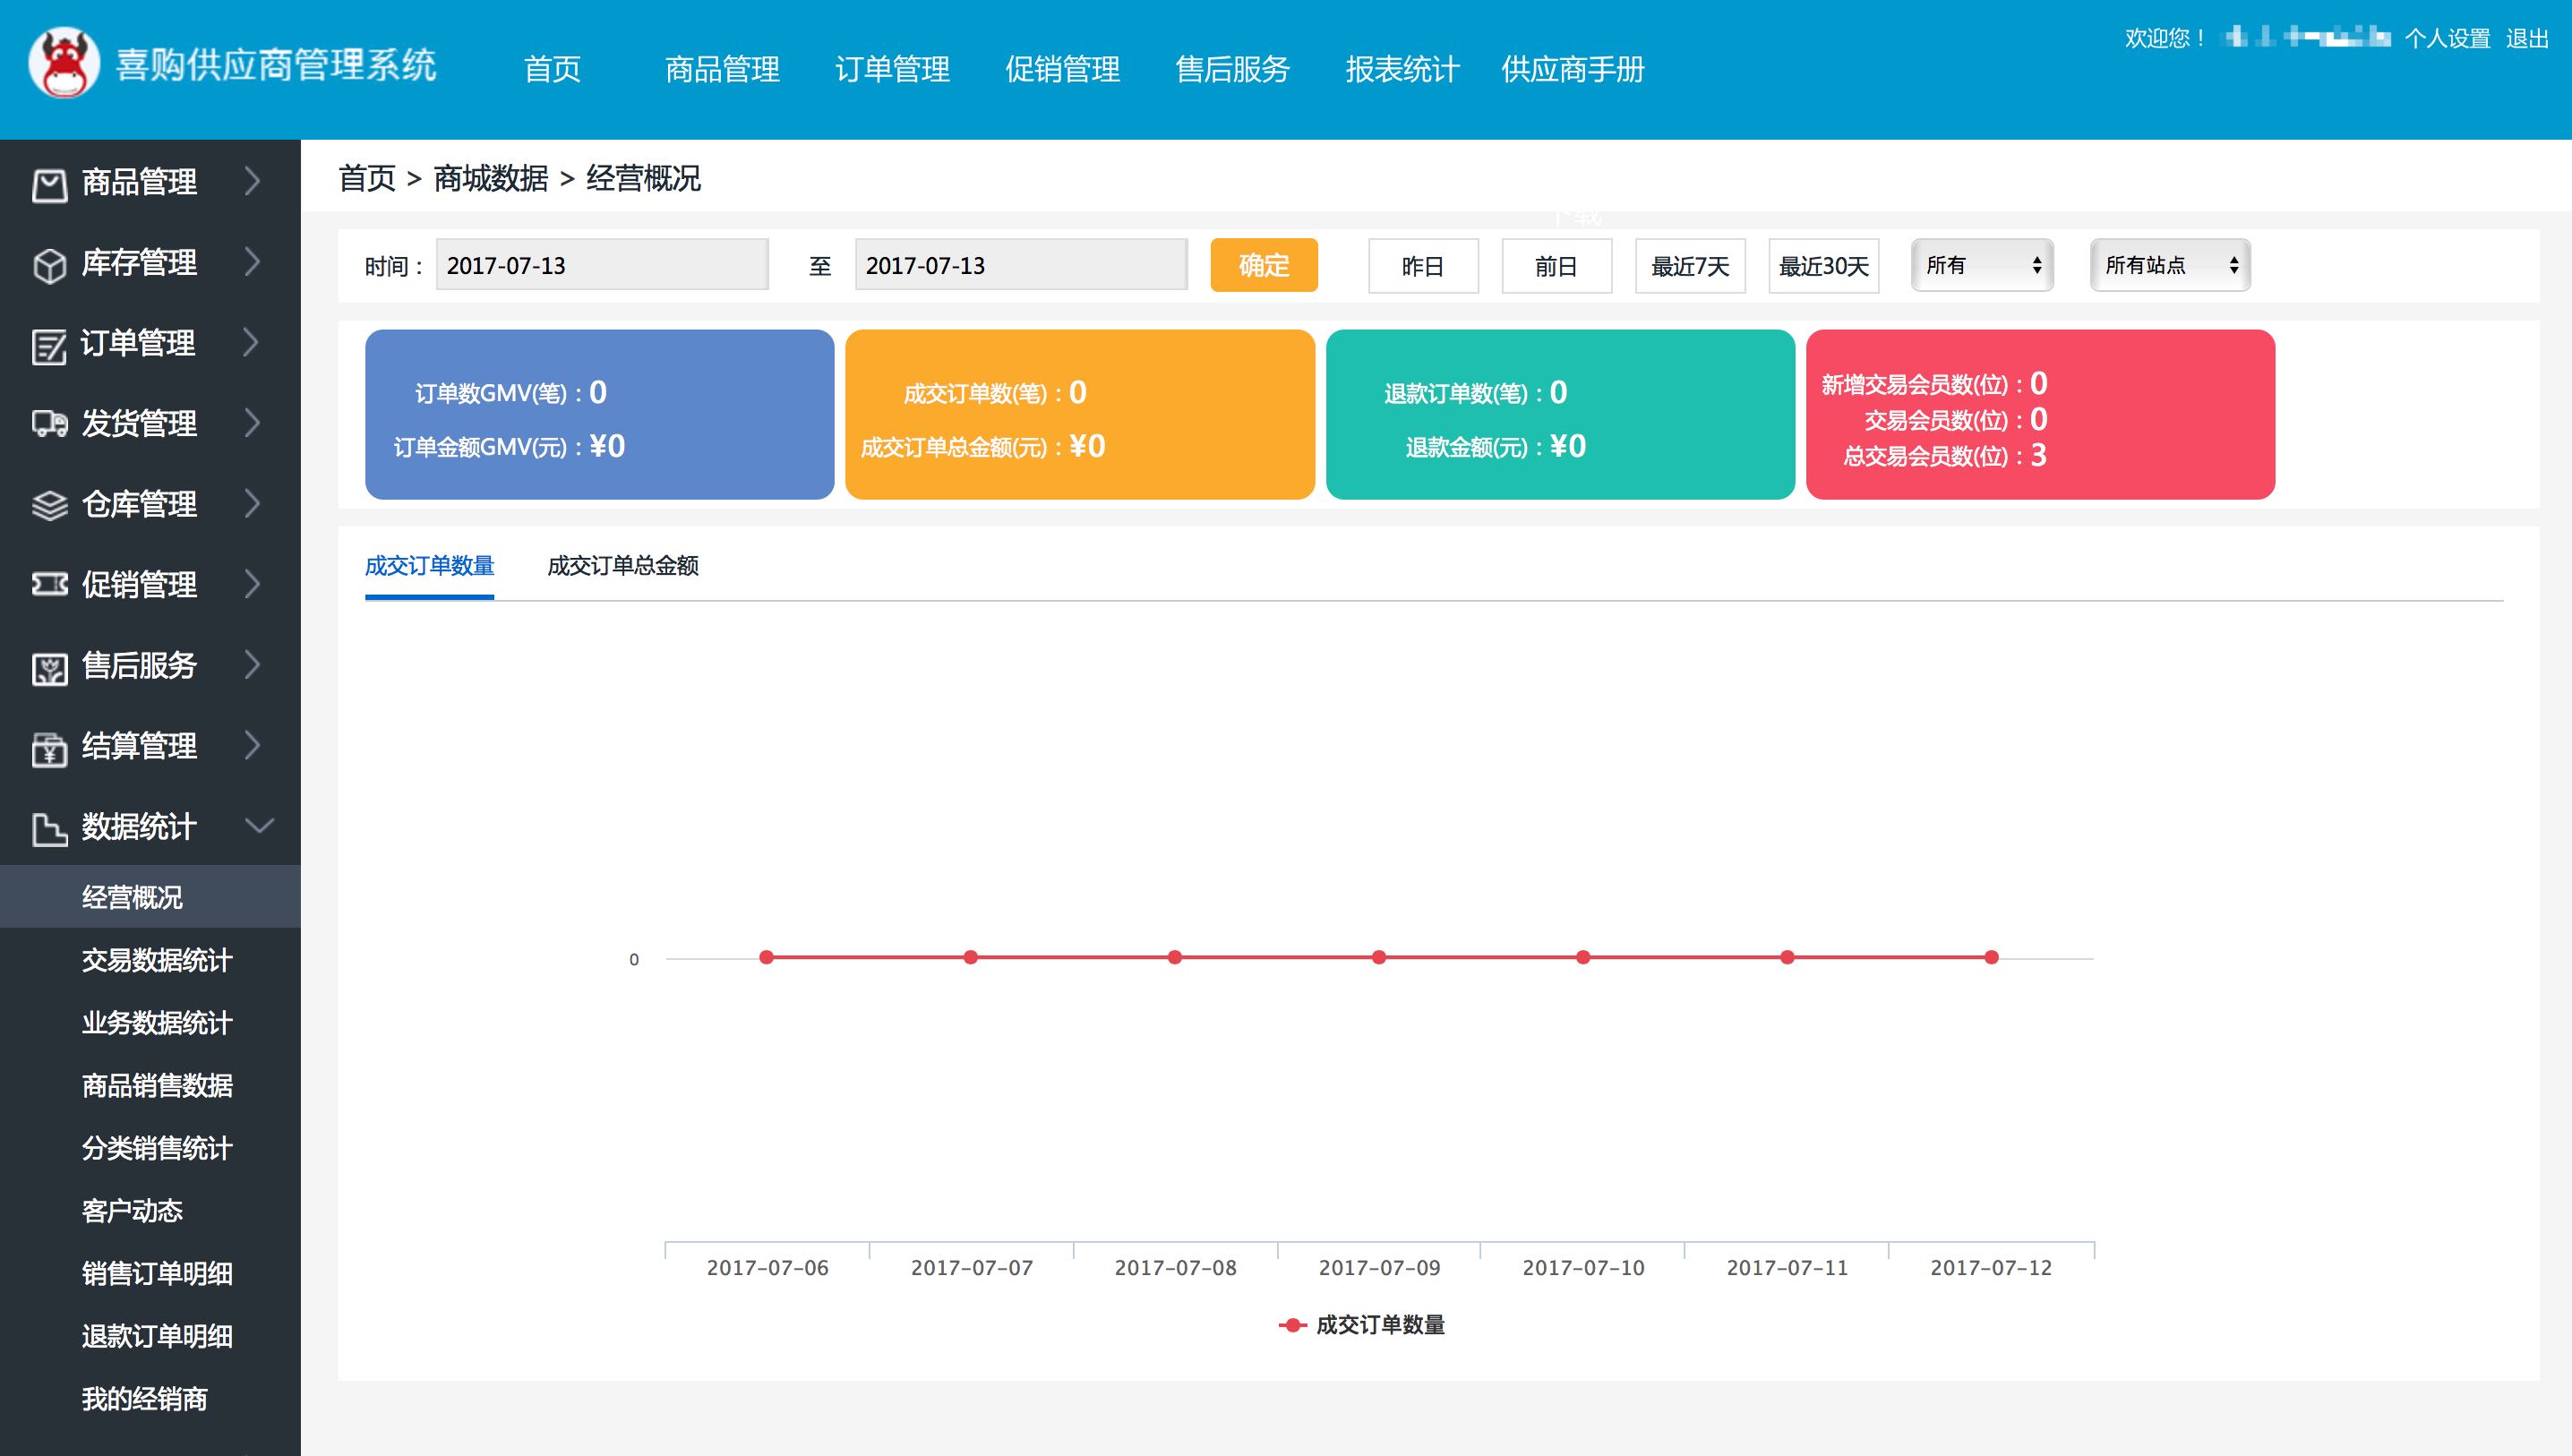 喜购供应商管理系统
首页 商品管理 订单管理 促销管理 售后服务 报表统计 供应商手册
欢迎您！ 个人设置 退出
商品管理
库存管理
订单管理
发货管理
仓库管理
促销管理
售后服务
结算管理
数据统计
经营概况
交易数据统计
业务数据统计
商品销售数据
分类销售统计
客户动态
销售订单明细
退款订单明细
我的经销商
首页 > 商城数据 > 经营概况
下载
时间： 2017-07-13 至 2017-07-13 确定 昨日 前日 最近7天 最近30天 所有 所有站点
订单数GMV(笔)：0
订单金额GMV(元)：¥0
成交订单数(笔)：0
成交订单总金额(元)：¥0
退款订单数(笔)：0
退款金额(元)：¥0
新增交易会员数(位)：0
交易会员数(位)：0
总交易会员数(位)：3
成交订单数量 成交订单总金额
0
2017-07-06 2017-07-07 2017-07-08 2017-07-09 2017-07-10 2017-07-11 2017-07-12
成交订单数量